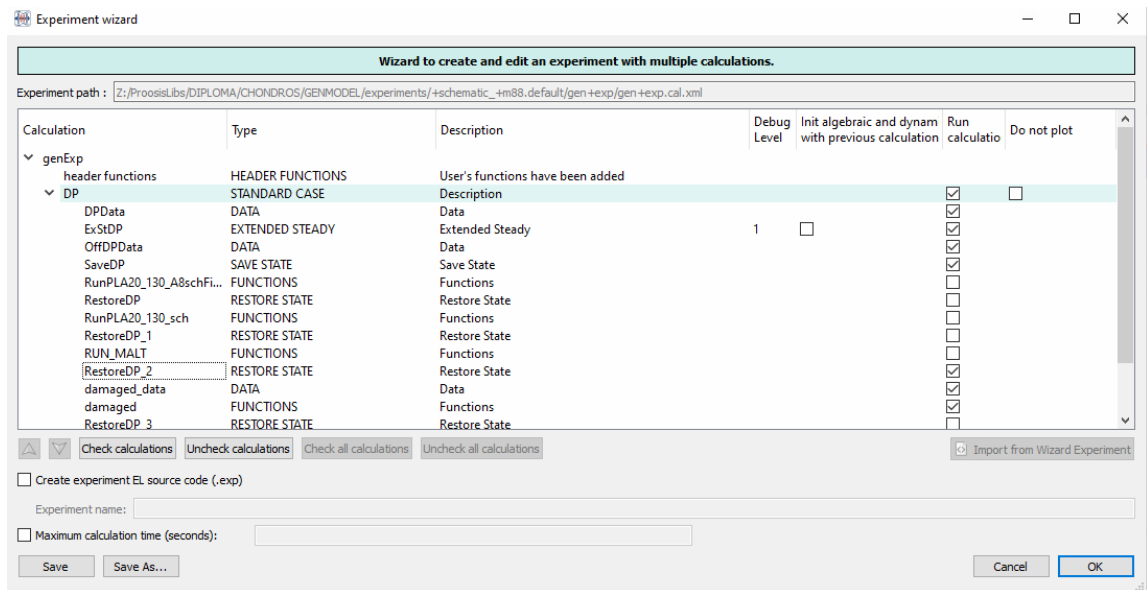 Experiment wizard
Wizard to create and edit an experiment with multiple calculations.
Experiment path : Z:/ProosisLibs/DIPLOMA/CHONDROS/GENMODEL/experiments/+schematic_+m88.default/gen+exp/gen+exp.cal.xml
Calculation Type Description Debug Level Init algebraic and dynam with previous calculation Run calculatio Do not plot
genExp
header functions HEADER FUNCTIONS User's functions have been added
DP STANDARD CASE Description
DPData DATA Data
ExStDP EXTENDED STEADY Extended Steady 1
OffDPData DATA Data
SaveDP SAVE STATE Save State
RunPLA20_130_A8schFi... FUNCTIONS Functions
RestoreDP RESTORE STATE Restore State
RunPLA20_130_sch FUNCTIONS Functions
RestoreDP_1 RESTORE STATE Restore State
RUN_MALT FUNCTIONS Functions
RestoreDP_2 RESTORE STATE Restore State
damaged_data DATA Data
damaged FUNCTIONS Functions
RestoreDP_3 RESTORE STATE Restore State
Check calculations Uncheck calculations Check all calculations Uncheck all calculations Import from Wizard Experiment
Create experiment EL source code (.exp)
Experiment name:
Maximum calculation time (seconds):
Save Save As... Cancel OK